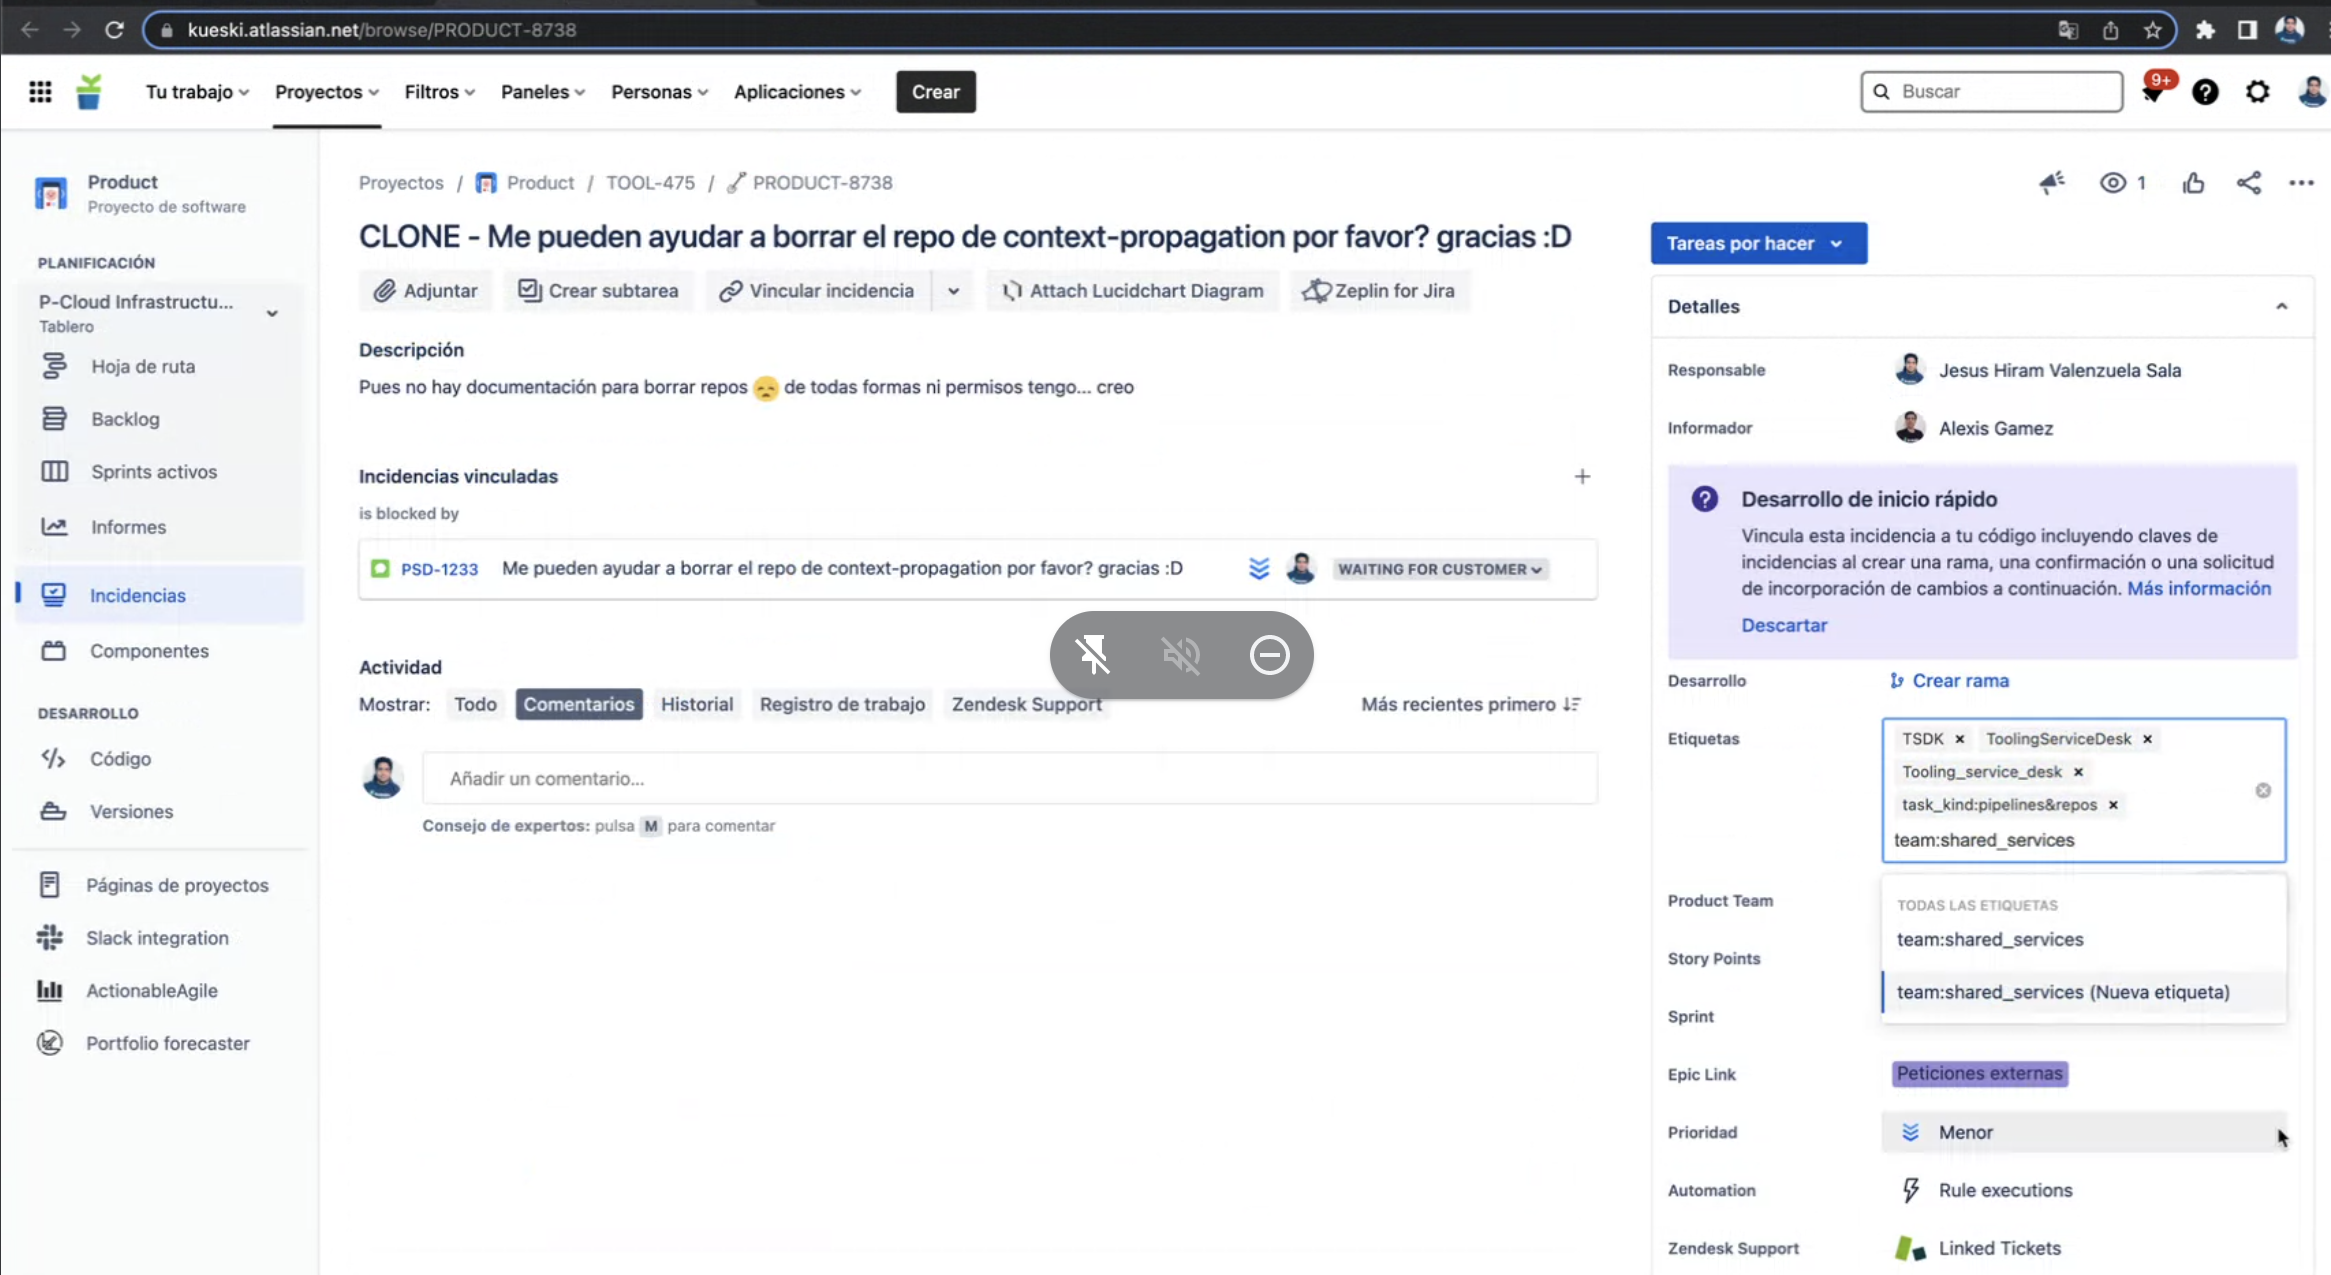 kueski.atlassian.net/browse/PRODUCT-8738
Tu trabajo Proyectos Filtros Paneles Personas Aplicaciones Crear
Buscar
9+
Product
Proyecto de software
PLANIFICACIÓN
P-Cloud Infrastructu...
Tablero
Hoja de ruta
Backlog
Sprints activos
Informes
Incidencias
Componentes
DESARROLLO
Código
Versiones
Páginas de proyectos
Slack integration
ActionableAgile
Portfolio forecaster
Proyectos / Product / TOOL-475 / PRODUCT-8738
1
CLONE - Me pueden ayudar a borrar el repo de context-propagation por favor? gracias :D
Adjuntar Crear subtarea Vincular incidencia Attach Lucidchart Diagram Zeplin for Jira
Descripción
Pues no hay documentación para borrar repos 😞 de todas formas ni permisos tengo... creo
Incidencias vinculadas
is blocked by
PSD-1233 Me pueden ayudar a borrar el repo de context-propagation por favor? gracias :D WAITING FOR CUSTOMER
Actividad
Mostrar: Todo Comentarios Historial Registro de trabajo Zendesk Support Más recientes primero
Añadir un comentario...
Consejo de expertos: pulsa M para comentar
Tareas por hacer
Detalles
Responsable Jesus Hiram Valenzuela Sala
Informador Alexis Gamez
Desarrollo de inicio rápido
Vincula esta incidencia a tu código incluyendo claves de
incidencias al crear una rama, una confirmación o una solicitud
de incorporación de cambios a continuación. Más información
Descartar
Desarrollo Crear rama
Etiquetas TSDK ToolingServiceDesk
Tooling_service_desk
task_kind:pipelines&repos
team:shared_services
Product Team
TODAS LAS ETIQUETAS
team:shared_services
Story Points
team:shared_services (Nueva etiqueta)
Sprint
Epic Link Peticiones externas
Prioridad Menor
Automation Rule executions
Zendesk Support Linked Tickets